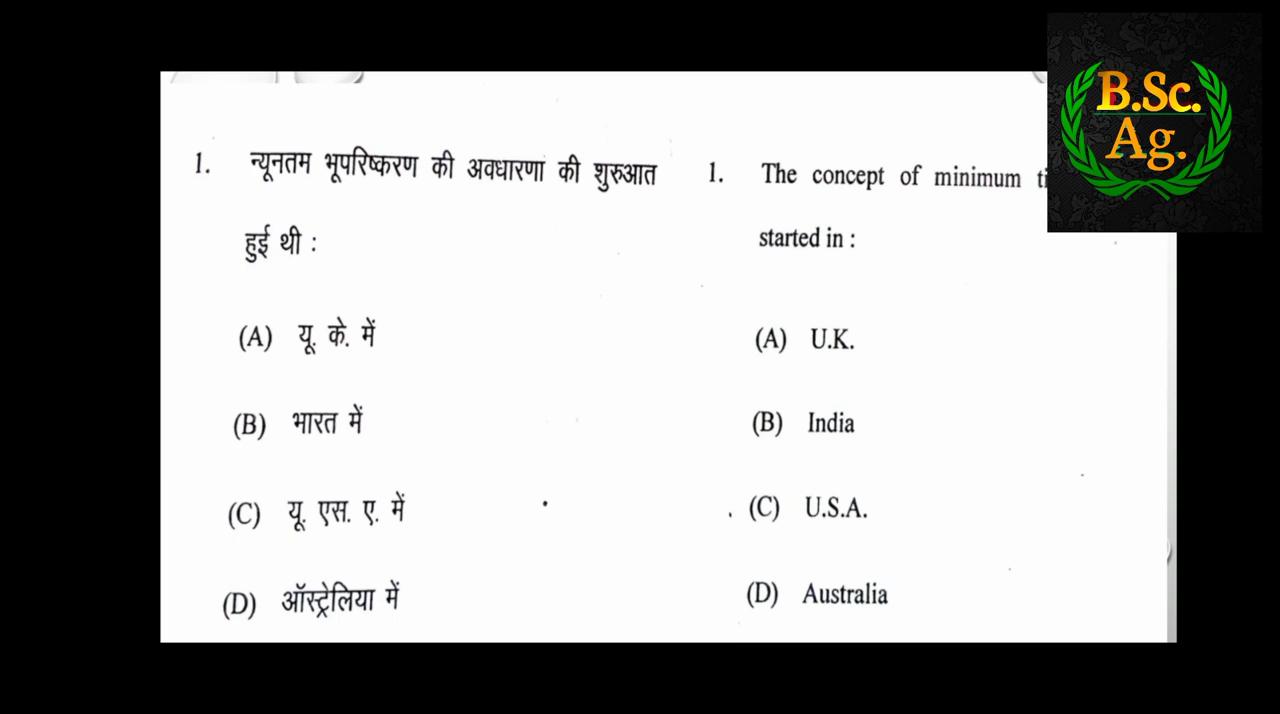 B.Sc.
Ag.
1. न्यूनतम भूपरिष्करण की अवधारणा की शुरुआत
हुई थी :
(A) यू. के. में
(B) भारत में
(C) यू. एस. ए. में
(D) ऑस्ट्रेलिया में
1. The concept of minimum
started in :
(A) U.K.
(B) India
(C) U.S.A.
(D) Australia